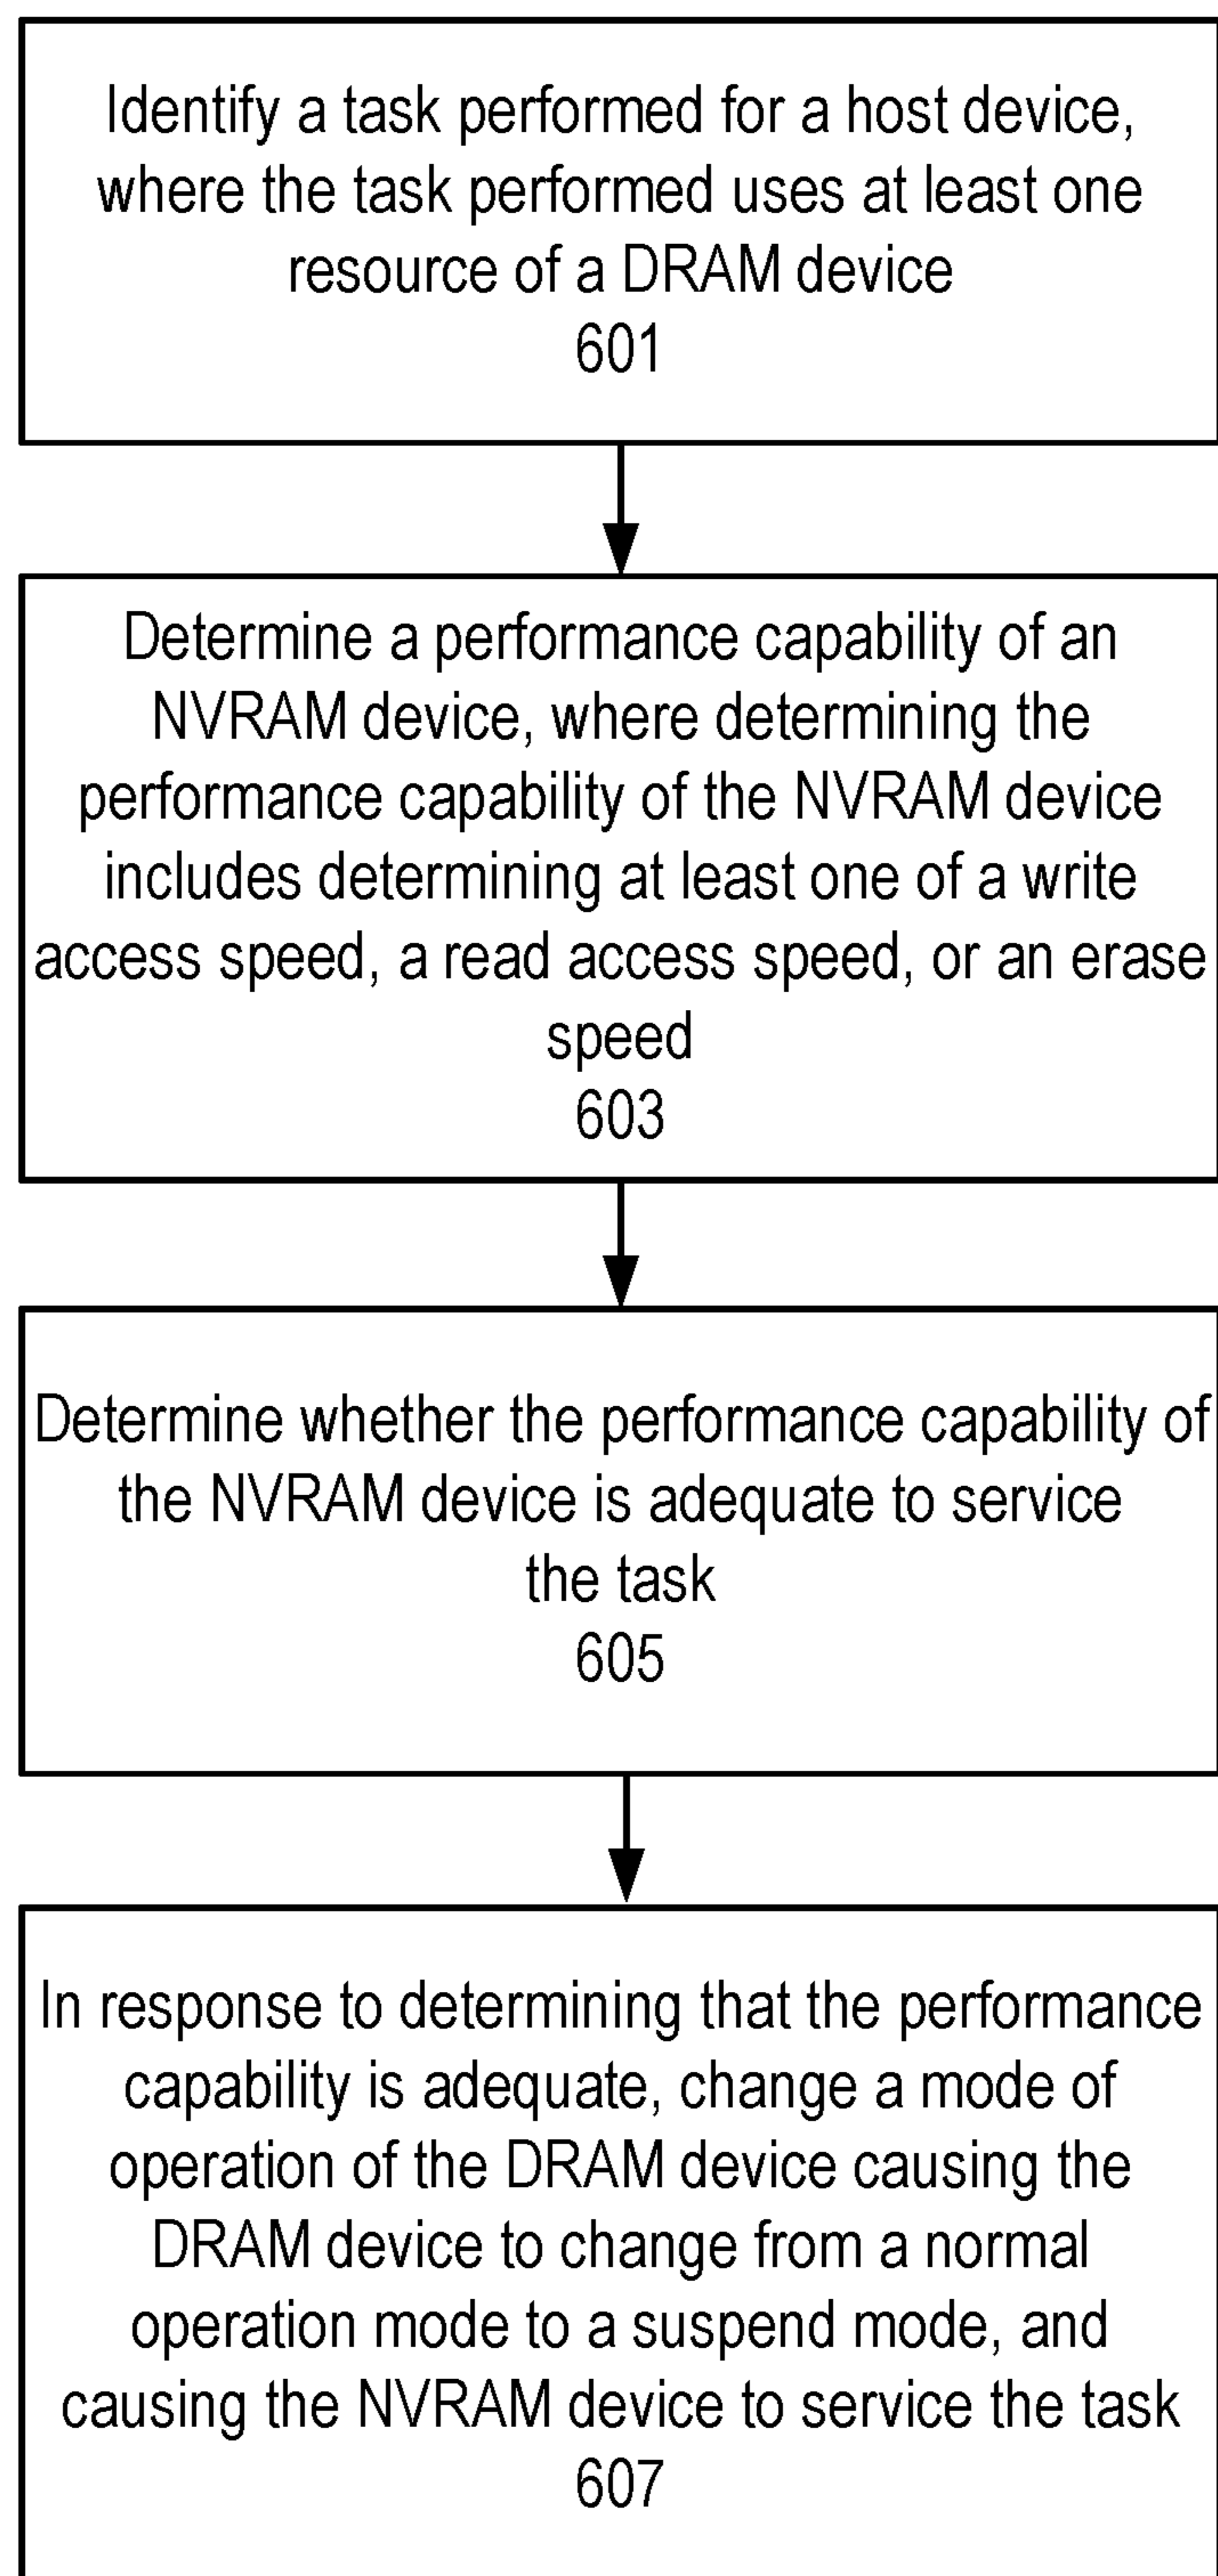 Identify a task performed for a host device,
where the task performed uses at least one
resource of a DRAM device
601
Determine a performance capability of an
NVRAM device, where determining the
performance capability of the NVRAM device
includes determining at least one of a write
access speed, a read access speed, or an erase
speed
603
Determine whether the performance capability of
the NVRAM device is adequate to service
the task
605
In response to determining that the performance
capability is adequate, change a mode of
operation of the DRAM device causing the
DRAM device to change from a normal
operation mode to a suspend mode, and
causing the NVRAM device to service the task
607